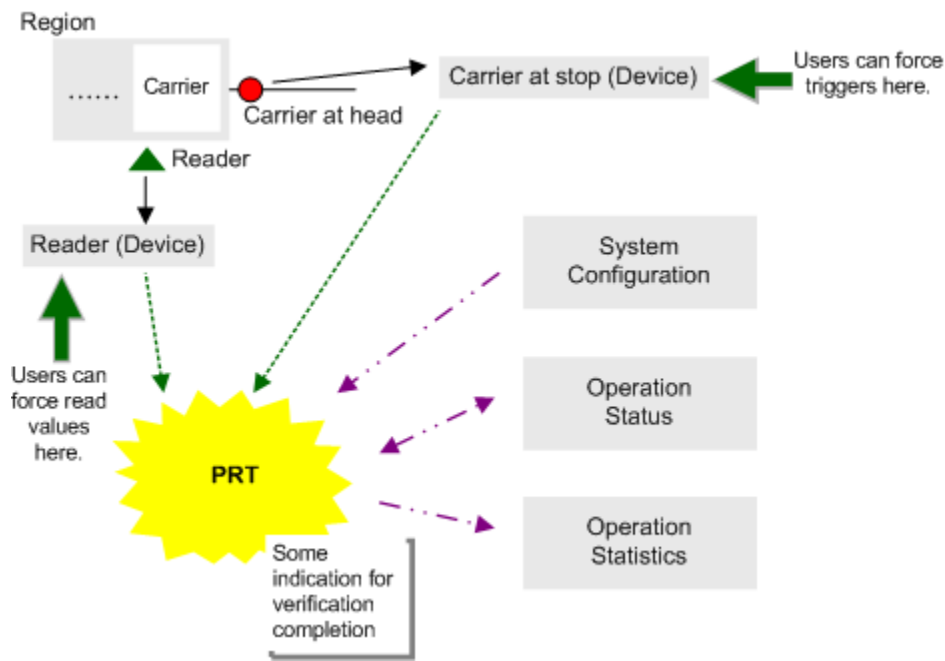 Region
......
Carrier
Carrier at head
Carrier at stop (Device)
Users can force
triggers here.
Reader
Reader (Device)
Users can
force read
values
here.
System
Configuration
Operation
Status
Operation
Statistics
PRT
Some
indication for
verification
completion